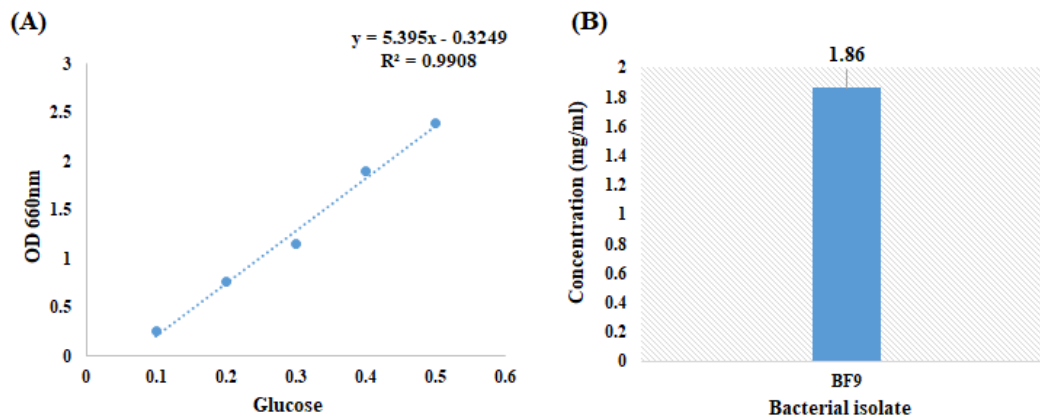 (A)
y = 5.395x - 0.3249
R² = 0.9908
3
2.5
2
1.5
1
0.5
0
OD 660nm
0 0.1 0.2 0.3 0.4 0.5 0.6
Glucose
(B)
1.86
2
1.8
1.6
1.4
1.2
1
0.8
0.6
0.4
0.2
0
Concentration (mg/ml)
BF9
Bacterial isolate